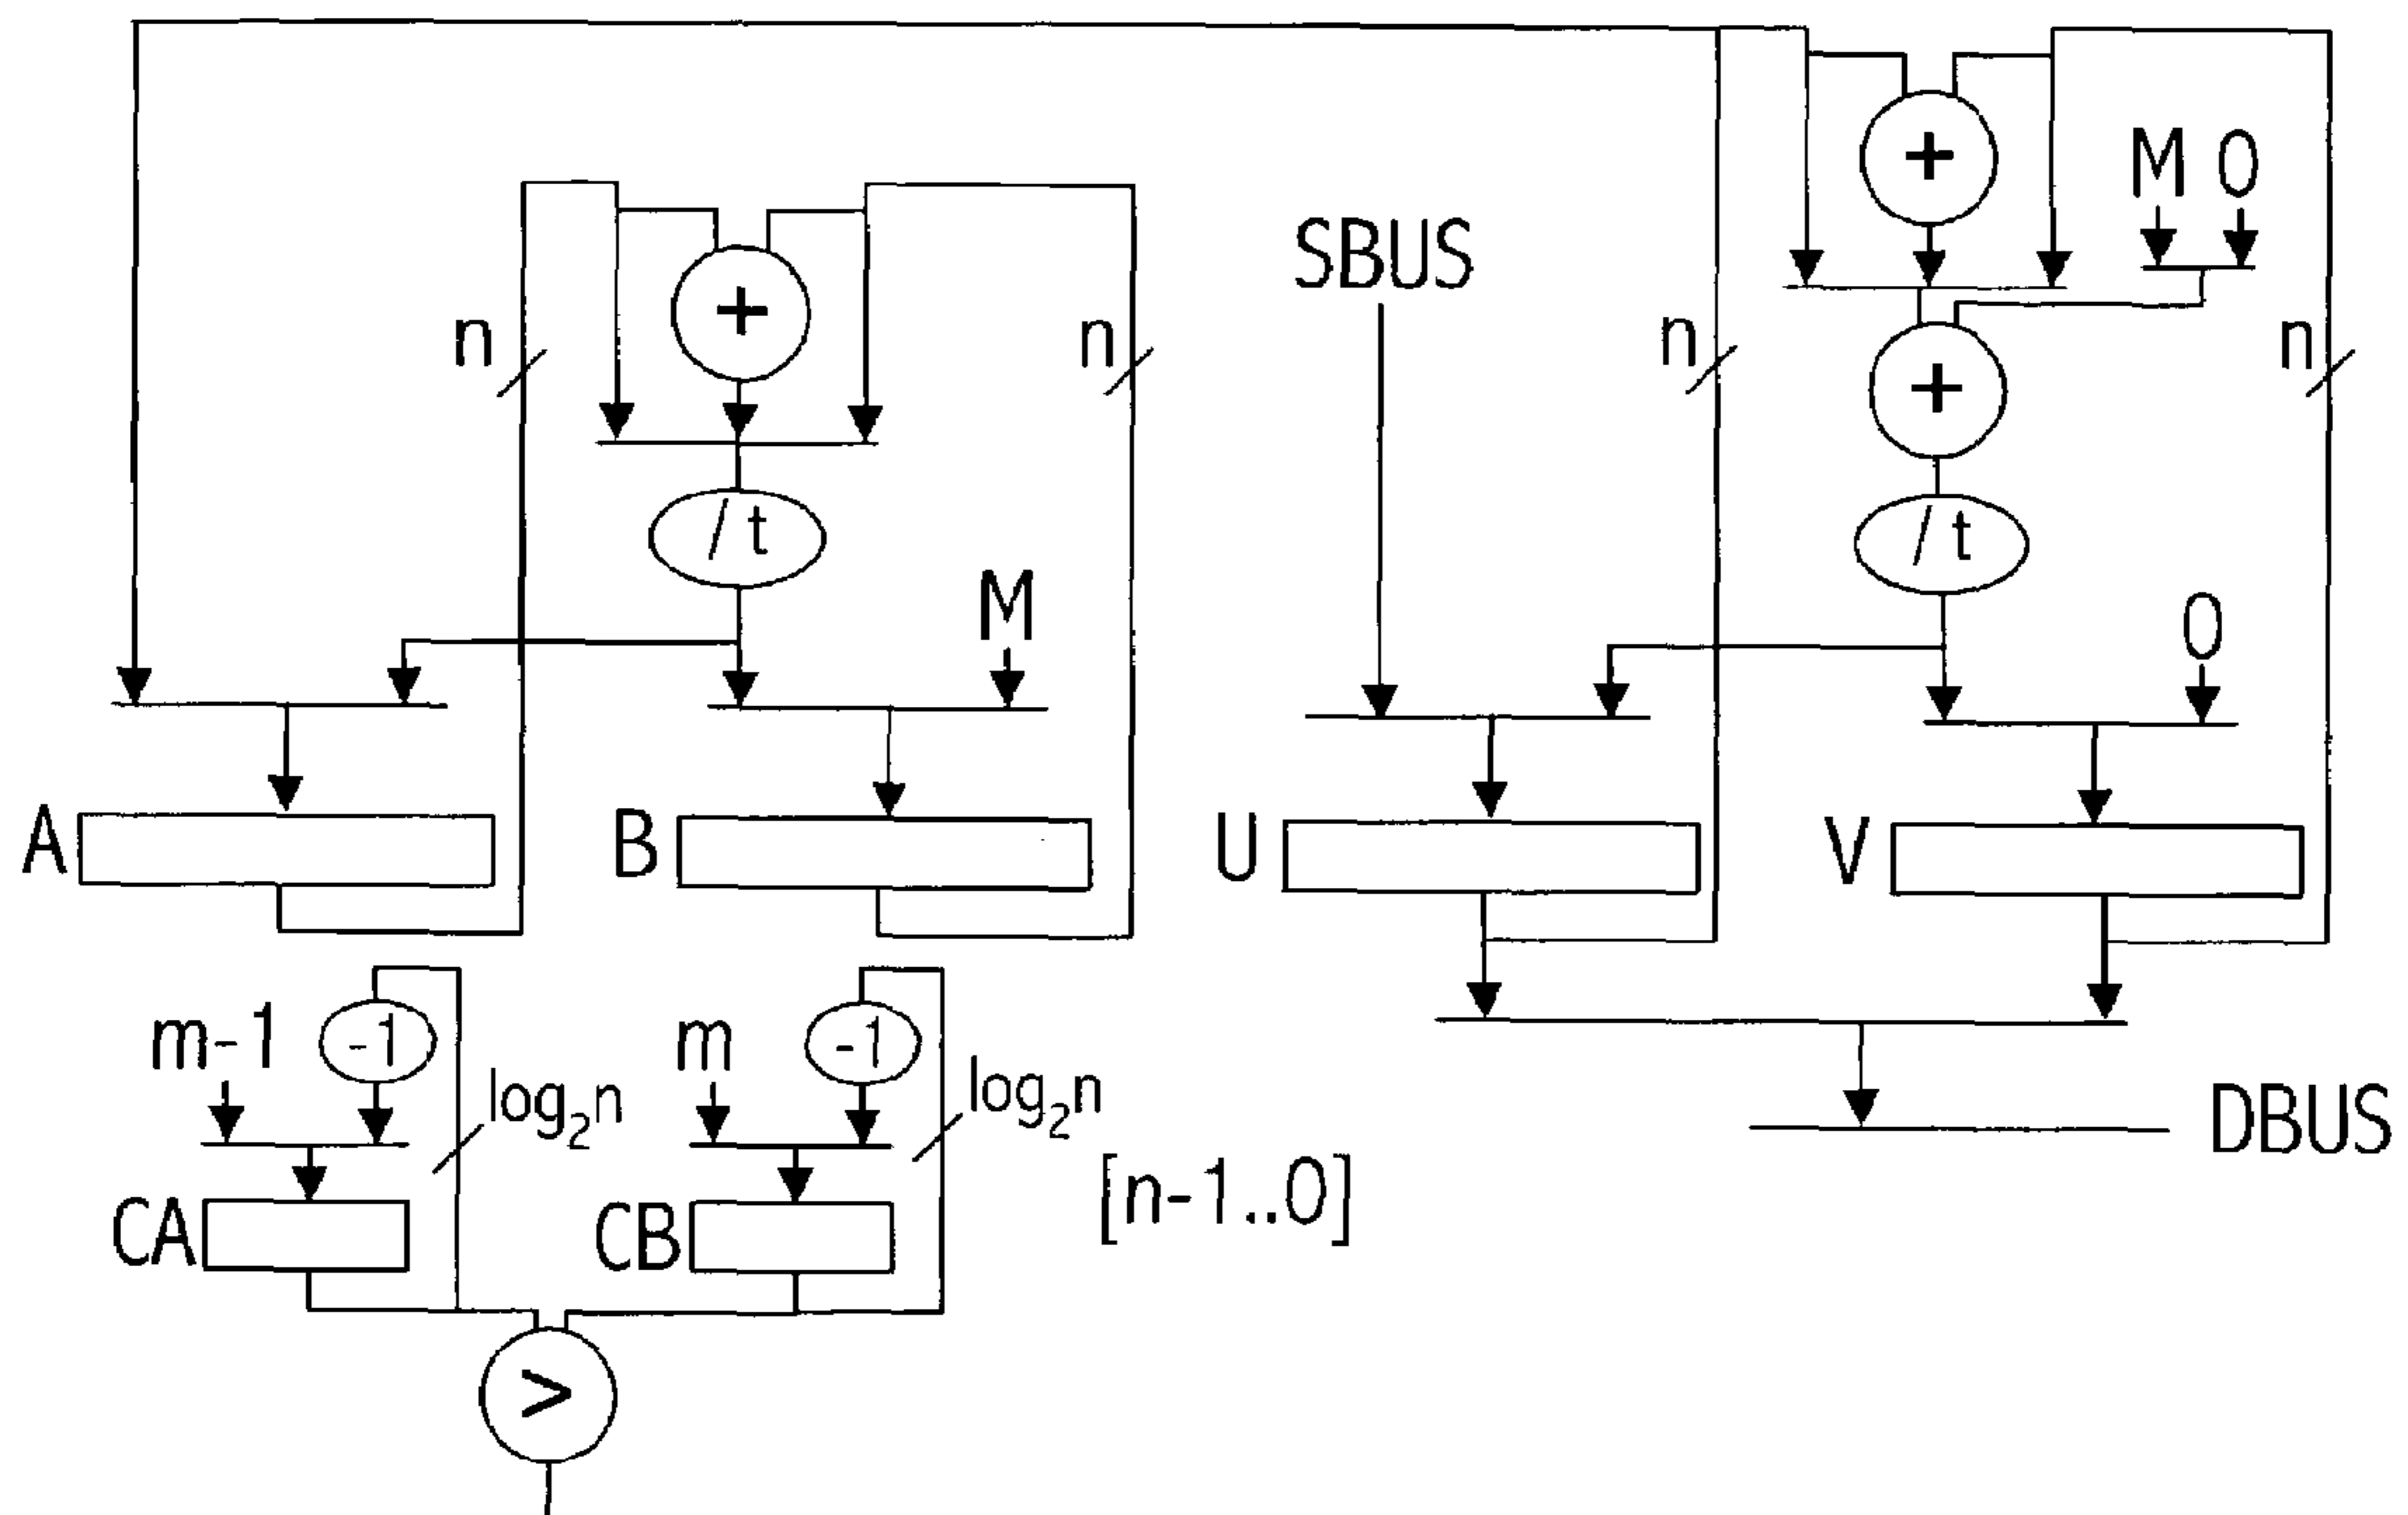 +
M 0
+
SBUS
n
n
n
n
+
/t
/t
M
0
A
B
U
V
m-1
-1
m
-1
log₂n
log₂n
DBUS
[n-1..0]
CA
CB
>